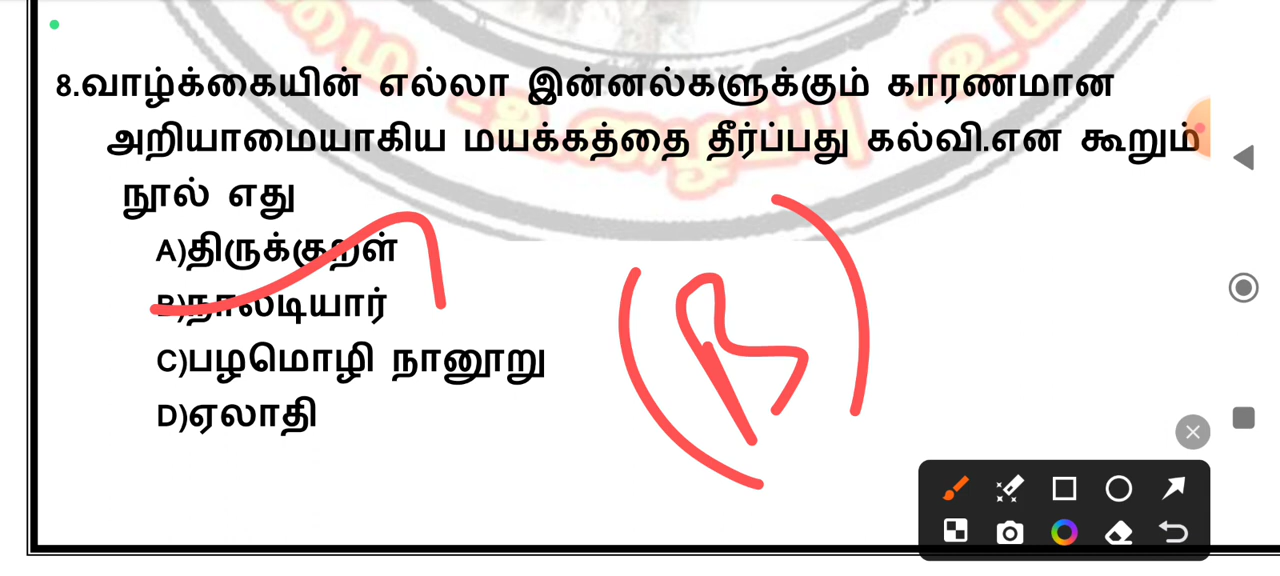 8.வாழ்க்கையின் எல்லா இன்னல்களுக்கும் காரணமான
அறியாமையாகிய மயக்கத்தை தீர்ப்பது கல்வி.என கூறும்
நூல் எது
A)திருக்குறள்
B)நாலடியார்
C)பழமொழி நானூறு
D)ஏலாதி
(B)